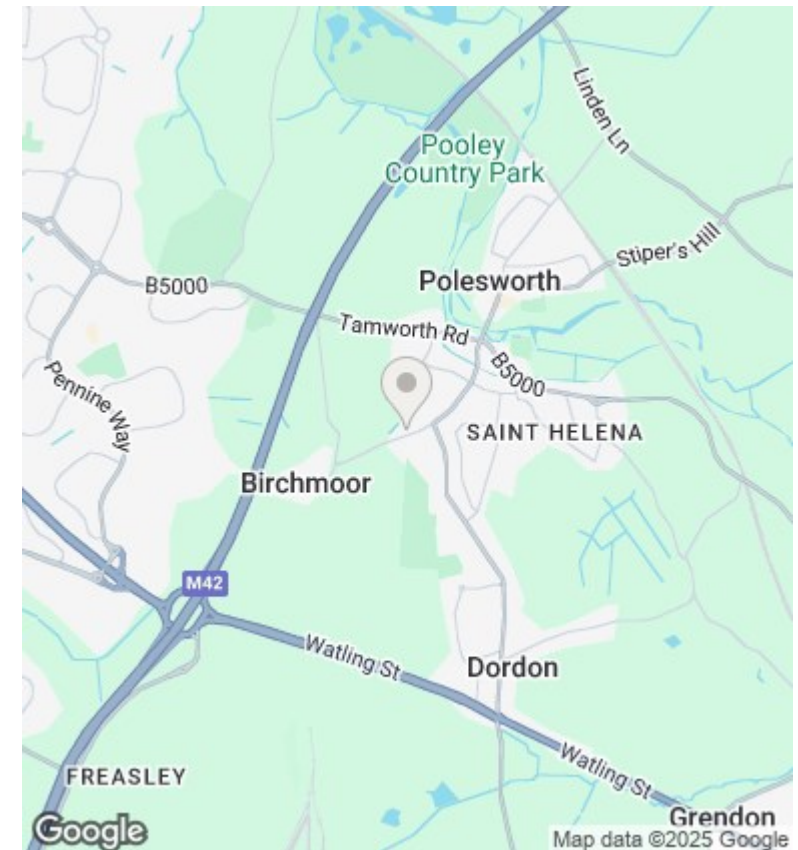 Linden Ln
Pooley
Country Park
Stiper's Hill
Polesworth
B5000
Tamworth Rd
B5000
Pennine Way
SAINT HELENA
Birchmoor
M42
Watling St
Dordon
Watling St
FREASLEY
Grendon
Google
Map data ©2025 Google